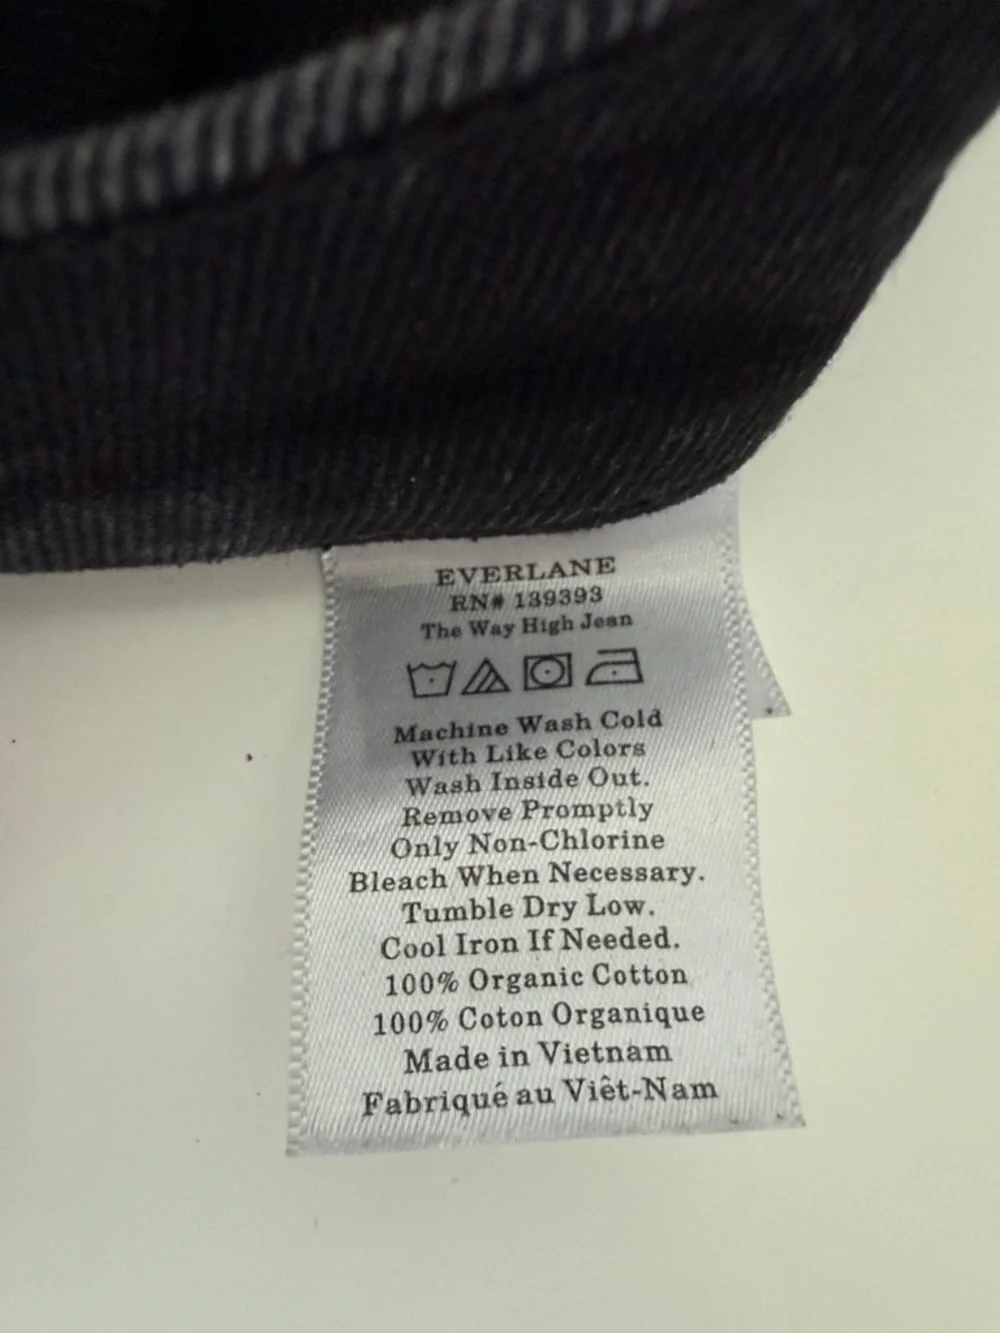 EVERLANE
RN# 139393
The Way High Jean
Machine Wash Cold
With Like Colors
Wash Inside Out.
Remove Promptly
Only Non-Chlorine
Bleach When Necessary.
Tumble Dry Low.
Cool Iron If Needed.
100% Organic Cotton
100% Coton Organique
Made in Vietnam
Fabriqué au Viêt-Nam